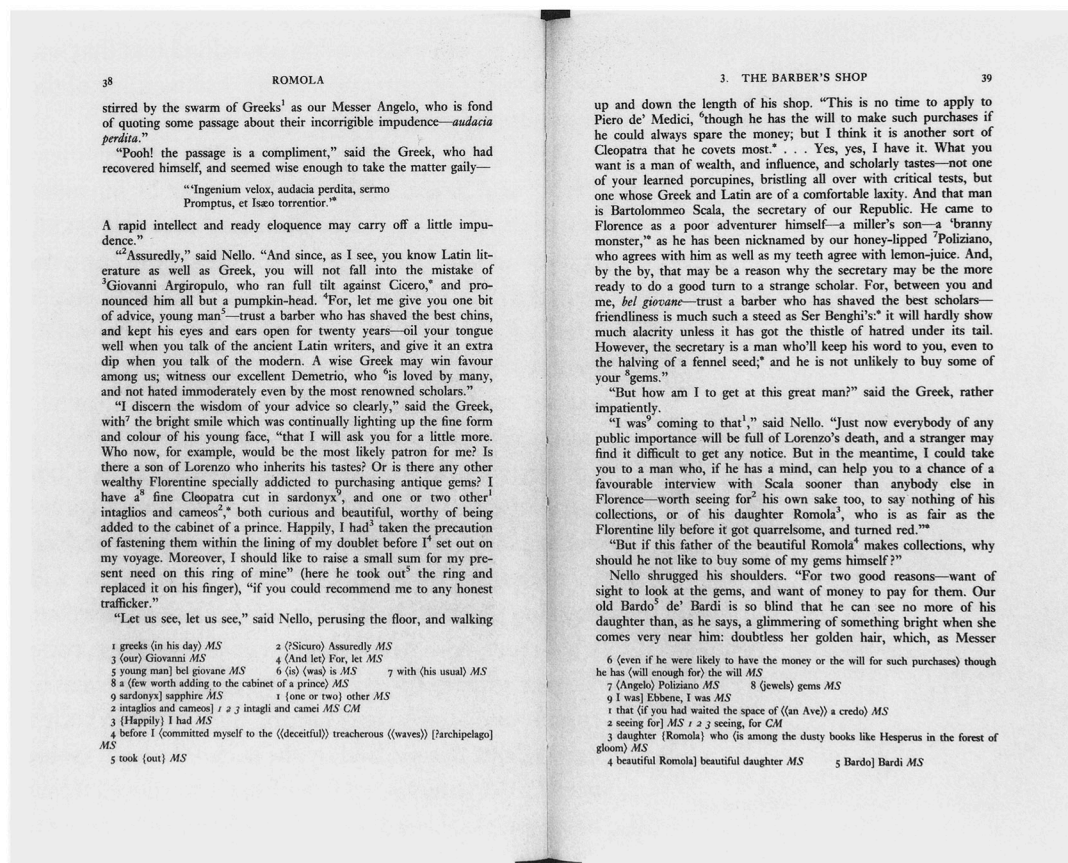 38
ROMOLA
stirred by the swarm of Greeks¹ as our Messer Angelo, who is fond
of quoting some passage about their incorrigible impudence—audacia
perdita.”
“Pooh! the passage is a compliment,” said the Greek, who had
recovered himself, and seemed wise enough to take the matter gaily—
“‘Ingenium velox, audacia perdita, sermo
Promptus, et Isæo torrentior.’*
A rapid intellect and ready eloquence may carry off a little impu-
dence.”
“²Assuredly,” said Nello. “And since, as I see, you know Latin lit-
erature as well as Greek, you will not fall into the mistake of
³Giovanni Argiropulo, who ran full tilt against Cicero,* and pro-
nounced him all but a pumpkin-head. ⁴For, let me give you one bit
of advice, young man⁵—trust a barber who has shaved the best chins,
and kept his eyes and ears open for twenty years—oil your tongue
well when you talk of the ancient Latin writers, and give it an extra
dip when you talk of the modern. A wise Greek may win favour
among us; witness our excellent Demetrio, who ⁶is loved by many,
and not hated immoderately even by the most renowned scholars.”
“I discern the wisdom of your advice so clearly,” said the Greek,
with⁷ the bright smile which was continually lighting up the fine form
and colour of his young face, “that I will ask you for a little more.
Who now, for example, would be the most likely patron for me? Is
there a son of Lorenzo who inherits his tastes? Or is there any other
wealthy Florentine specially addicted to purchasing antique gems? I
have a⁸ fine Cleopatra cut in sardonyx⁹, and one or two other¹
intaglios and cameos²,* both curious and beautiful, worthy of being
added to the cabinet of a prince. Happily, I had³ taken the precaution
of fastening them within the lining of my doublet before I⁴ set out on
my voyage. Moreover, I should like to raise a small sum for my pre-
sent need on this ring of mine” (here he took out⁵ the ring and
replaced it on his finger), “if you could recommend me to any honest
trafficker.”
“Let us see, let us see,” said Nello, perusing the floor, and walking
1 greeks ⟨in his day⟩ MS 2 ⟨?Sicuro⟩ Assuredly MS
3 ⟨our⟩ Giovanni MS 4 ⟨And let⟩ For, let MS
5 young man] bel giovane MS 6 ⟨is⟩ ⟨was⟩ is MS 7 with ⟨his usual⟩ MS
8 a ⟨few worth adding to the cabinet of a prince⟩ MS
9 sardonyx] sapphire MS 1 {one or two} other MS
2 intaglios and cameos] 1 2 3 intagli and camei MS CM
3 {Happily} I had MS
4 before I ⟨committed myself to the ⟨⟨deceitful⟩⟩ treacherous ⟨⟨waves⟩⟩ [?archipelago]
MS
5 took {out} MS
3. THE BARBER’S SHOP
39
up and down the length of his shop. “This is no time to apply to
Piero de’ Medici, ⁶though he has the will to make such purchases if
he could always spare the money; but I think it is another sort of
Cleopatra that he covets most.* . . . Yes, yes, I have it. What you
want is a man of wealth, and influence, and scholarly tastes—not one
of your learned porcupines, bristling all over with critical tests, but
one whose Greek and Latin are of a comfortable laxity. And that man
is Bartolommeo Scala, the secretary of our Republic. He came to
Florence as a poor adventurer himself—a miller’s son—a ‘branny
monster,’* as he has been nicknamed by our honey-lipped ⁷Poliziano,
who agrees with him as well as my teeth agree with lemon-juice. And,
by the by, that may be a reason why the secretary may be the more
ready to do a good turn to a strange scholar. For, between you and
me, bel giovane—trust a barber who has shaved the best scholars—
friendliness is much such a steed as Ser Benghi’s:* it will hardly show
much alacrity unless it has got the thistle of hatred under its tail.
However, the secretary is a man who’ll keep his word to you, even to
the halving of a fennel seed;* and he is not unlikely to buy some of
your ⁸gems.”
“But how am I to get at this great man?” said the Greek, rather
impatiently.
“I was⁹ coming to that¹,” said Nello. “Just now everybody of any
public importance will be full of Lorenzo’s death, and a stranger may
find it difficult to get any notice. But in the meantime, I could take
you to a man who, if he has a mind, can help you to a chance of a
favourable interview with Scala sooner than anybody else in
Florence—worth seeing for² his own sake too, to say nothing of his
collections, or of his daughter Romola³, who is as fair as the
Florentine lily before it got quarrelsome, and turned red.”*
“But if this father of the beautiful Romola⁴ makes collections, why
should he not like to buy some of my gems himself?”
Nello shrugged his shoulders. “For two good reasons—want of
sight to look at the gems, and want of money to pay for them. Our
old Bardo⁵ de’ Bardi is so blind that he can see no more of his
daughter than, as he says, a glimmering of something bright when she
comes very near him: doubtless her golden hair, which, as Messer
6 ⟨even if he were likely to have the money or the will for such purchases⟩ though
he has ⟨will enough for⟩ the will MS
7 ⟨Angelo⟩ Poliziano MS 8 ⟨jewels⟩ gems MS
9 I was] Ebbene, I was MS
1 that ⟨if you had waited the space of ⟨⟨an Ave⟩⟩ a credo⟩ MS
2 seeing for] MS 1 2 3 seeing, for CM
3 daughter {Romola} who ⟨is among the dusty books like Hesperus in the forest of
gloom⟩ MS
4 beautiful Romola] beautiful daughter MS 5 Bardo] Bardi MS